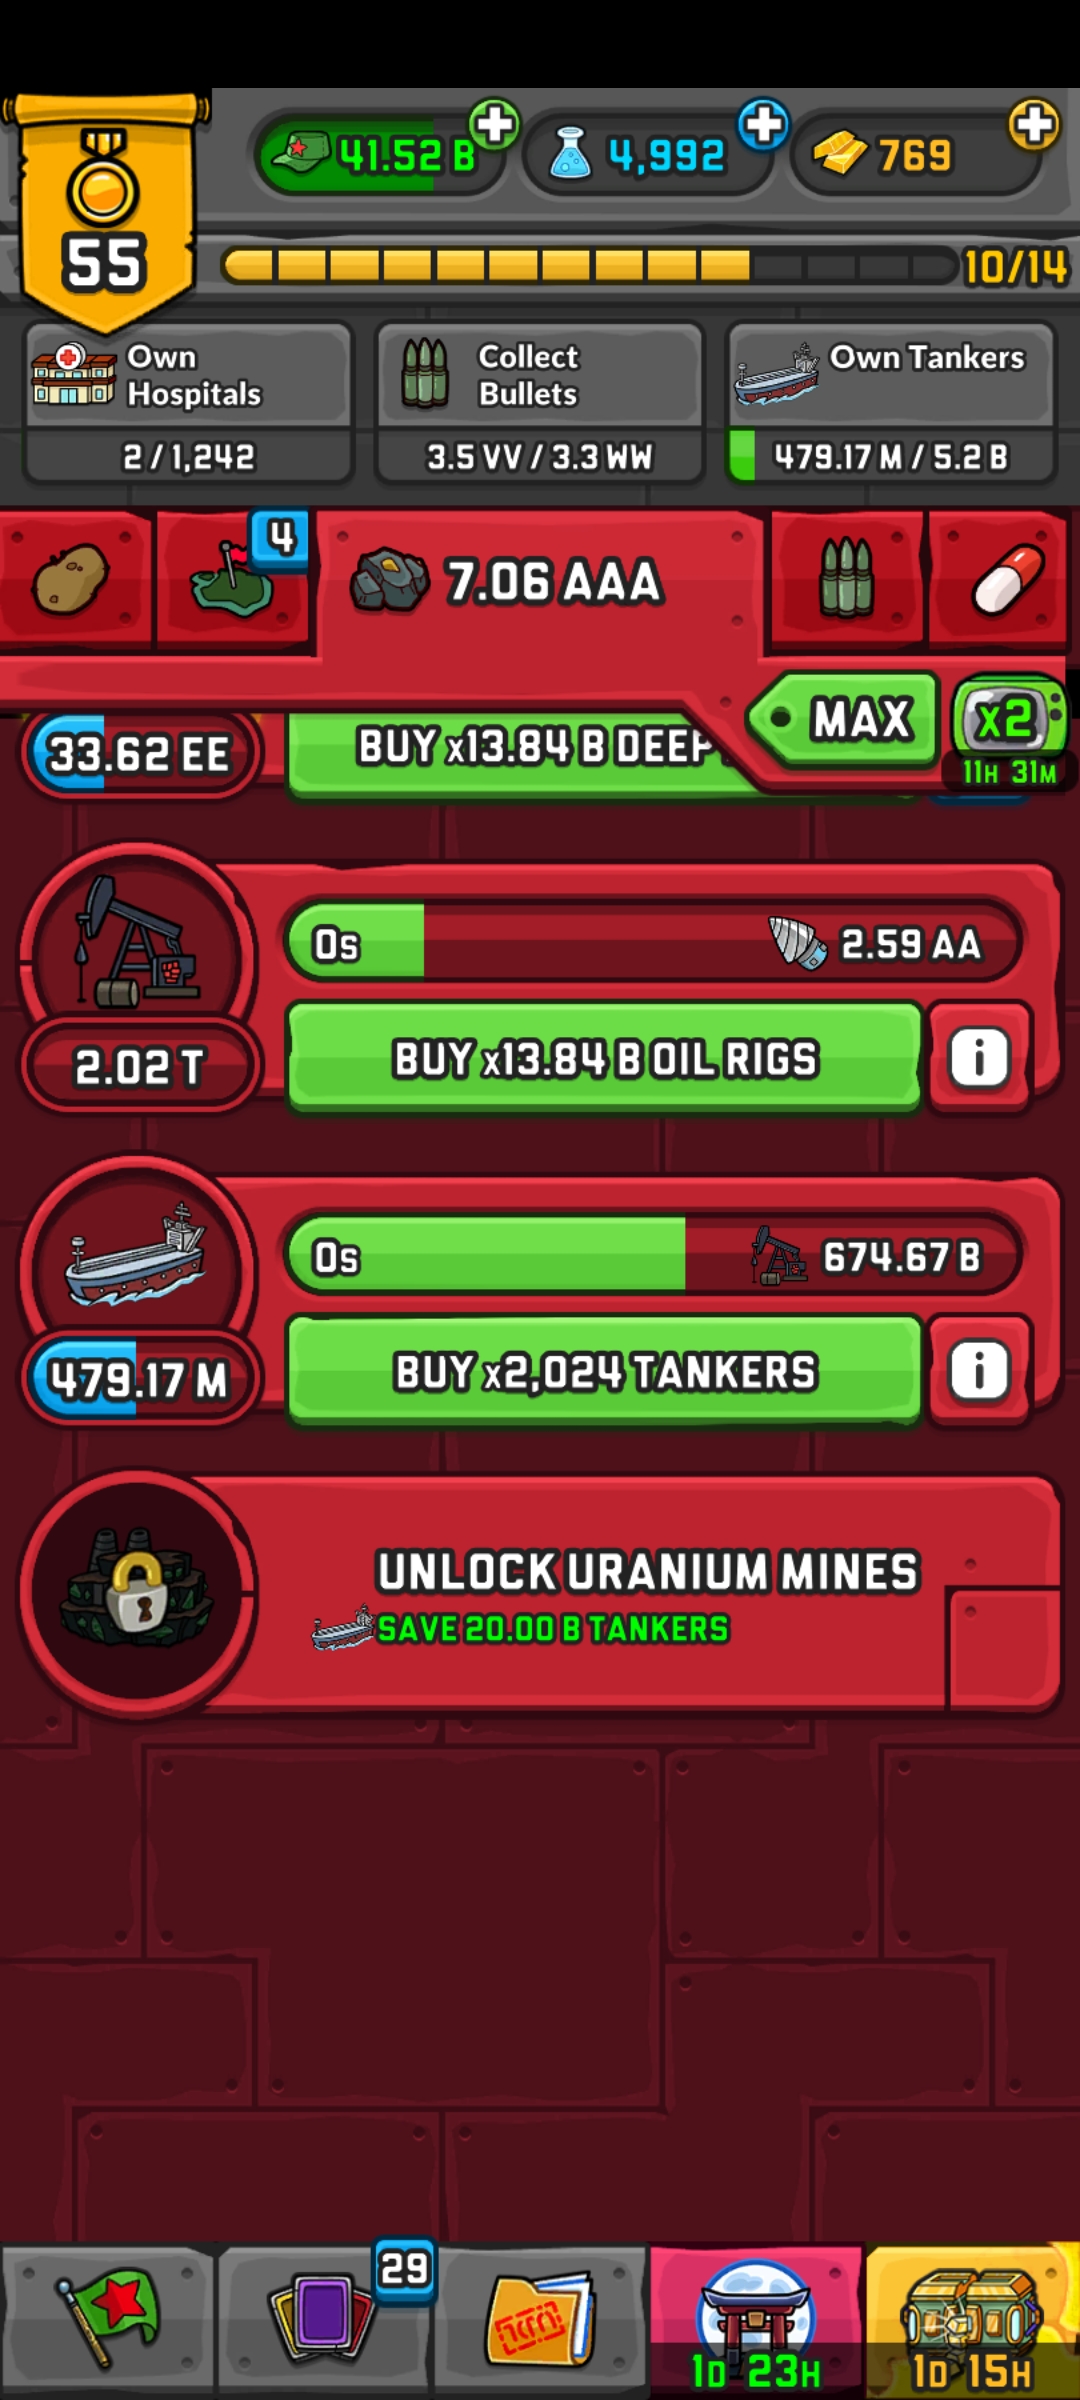 41.52 B
4,992
769
55
10/14
Own
Hospitals
2 / 1,242
Collect
Bullets
3.5 VV / 3.3 WW
Own Tankers
479.17 M / 5.2 B
4
7.06 AAA
MAX
x2
11H 31M
33.62 EE
BUY x13.84 B DEEP
0s
2.59 AA
2.02 T
BUY x13.84 B OIL RIGS
i
0s
674.67 B
479.17 M
BUY x2,024 TANKERS
i
UNLOCK URANIUM MINES
SAVE 20.00 B TANKERS
29
1D 23H
1D 15H